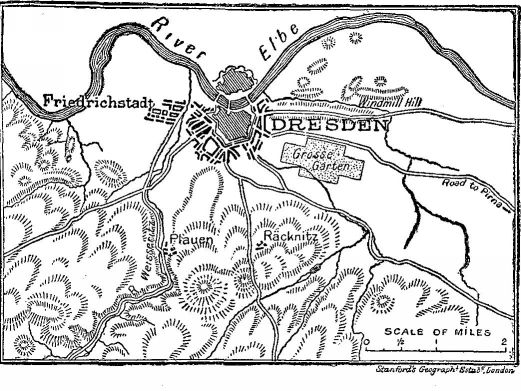 River Elbe
Friedrichstadt
Windmill Hill
DRESDEN
Grosse
Garten
Road to Pirna
Weisseritz
R.
Plauen
Räcknitz
SCALE OF MILES
0 ½ 1 2
Stanford's Geograph! Estab!, London